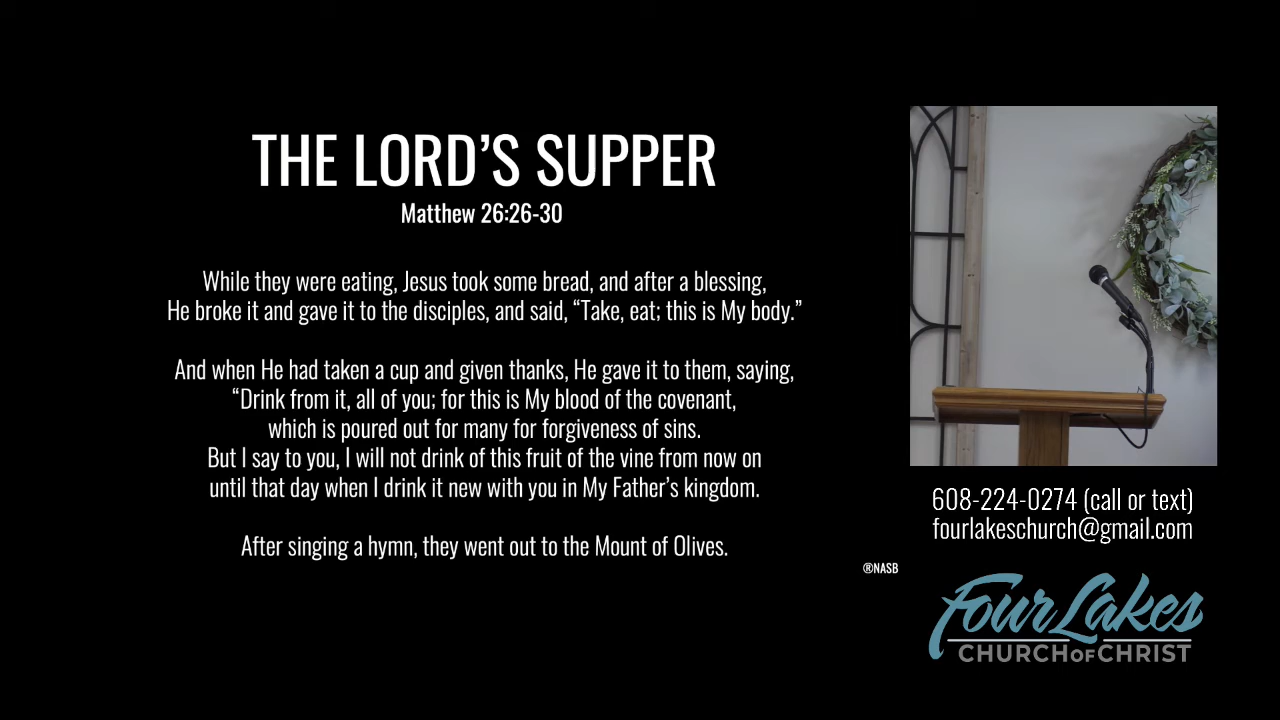 THE LORD’S SUPPER
Matthew 26:26-30
While they were eating, Jesus took some bread, and after a blessing,
He broke it and gave it to the disciples, and said, “Take, eat; this is My body.”
And when He had taken a cup and given thanks, He gave it to them, saying,
“Drink from it, all of you; for this is My blood of the covenant,
which is poured out for many for forgiveness of sins.
But I say to you, I will not drink of this fruit of the vine from now on
until that day when I drink it new with you in My Father’s kingdom.
After singing a hymn, they went out to the Mount of Olives.
®NASB
608-224-0274 (call or text)
fourlakeschurch@gmail.com
Four Lakes
CHURCH OF CHRIST